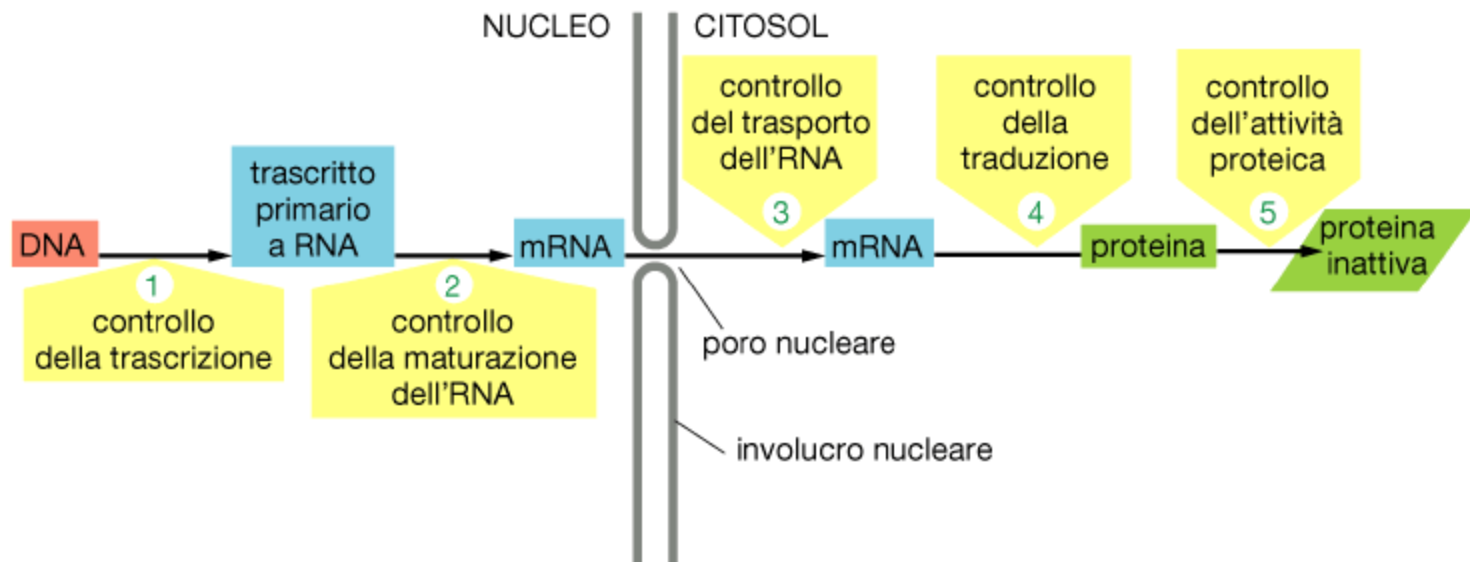 NUCLEO
CITOSOL
DNA
1
controllo
della trascrizione
trascritto
primario
a RNA
2
controllo
della maturazione
dell'RNA
mRNA
controllo
del trasporto
dell'RNA
3
mRNA
controllo
della
traduzione
4
proteina
controllo
dell'attività
proteica
5
proteina
inattiva
poro nucleare
involucro nucleare